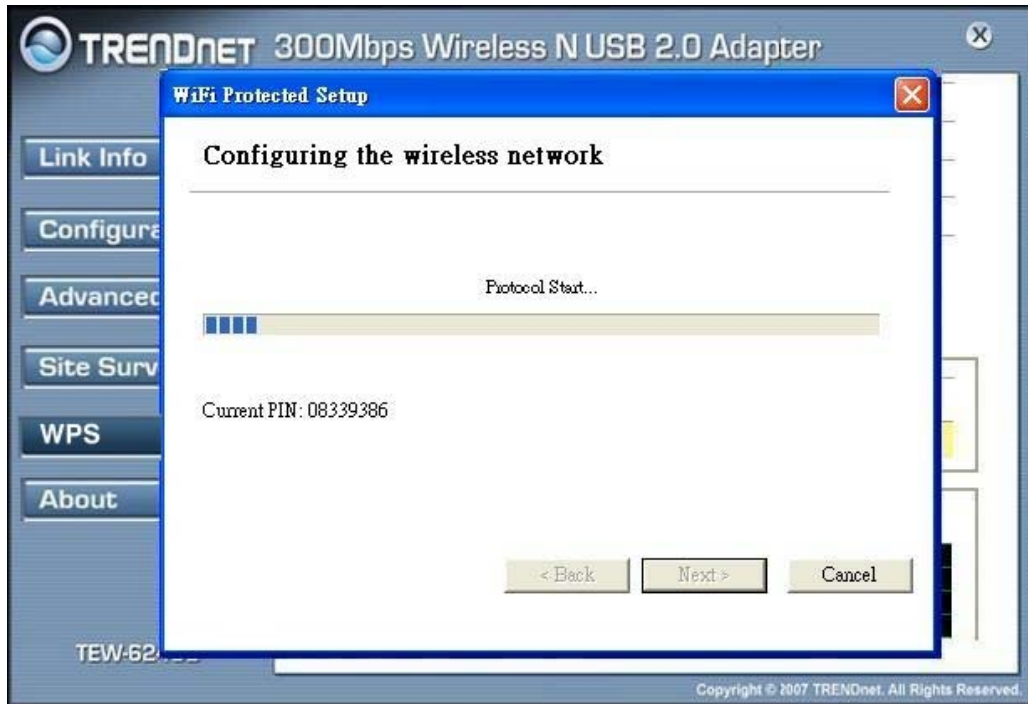 TRENDNET 300Mbps Wireless N USB 2.0 Adapter
WiFi Protected Setup
Link Info
Configuring the wireless network
Advanced
Protocol Start...
Site Surv
Current PIN: 08339386
WPS
About
< Back Next > Cancel
Copyright © 2007 TRENDnet. All Rights Reserved.